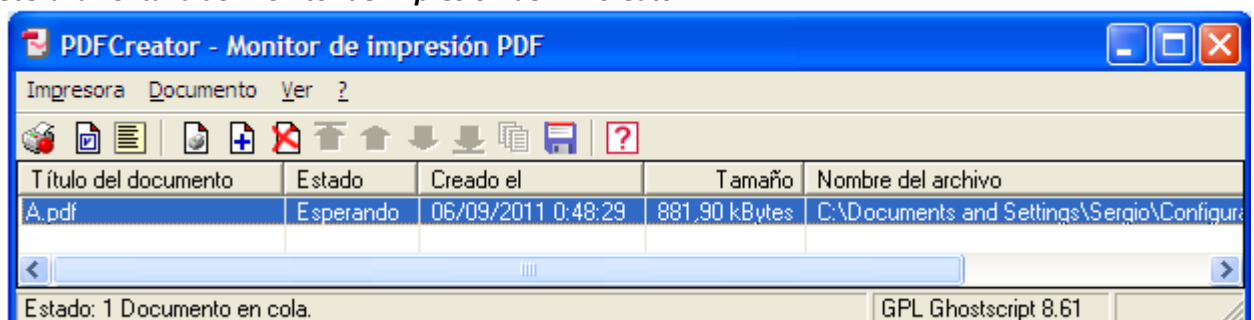 PDFCreator - Monitor de impresión PDF
Impresora Documento Ver ?
?
Título del documento Estado Creado el Tamaño Nombre del archivo
A.pdf Esperando 06/09/2011 0:48:29 881,90 kBytes C:\Documents and Settings\Sergio\Configura
Estado: 1 Documento en cola. GPL Ghostscript 8.61